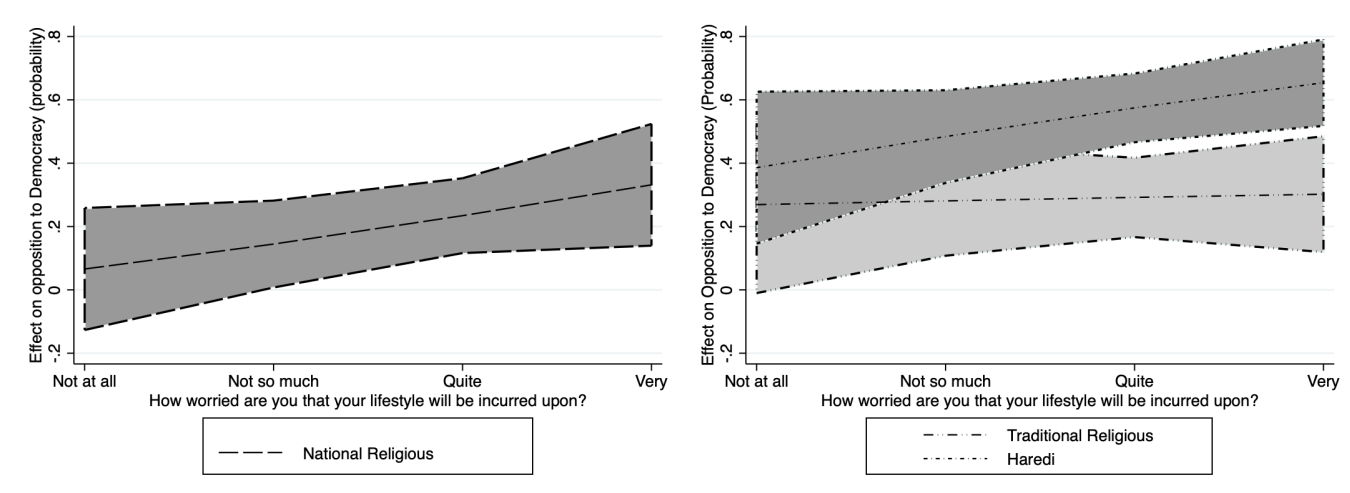 Effect on opposition to Democracy (probability)
.8
.6
.4
.2
0
-.2
Not at all Not so much Quite Very
How worried are you that your lifestyle will be incurred upon?
National Religious
Effect on Opposition to Democracy (Probability)
.8
.6
.4
.2
0
-.2
Not at all Not so much Quite Very
How worried are you that your lifestyle will be incurred upon?
Traditional Religious
Haredi